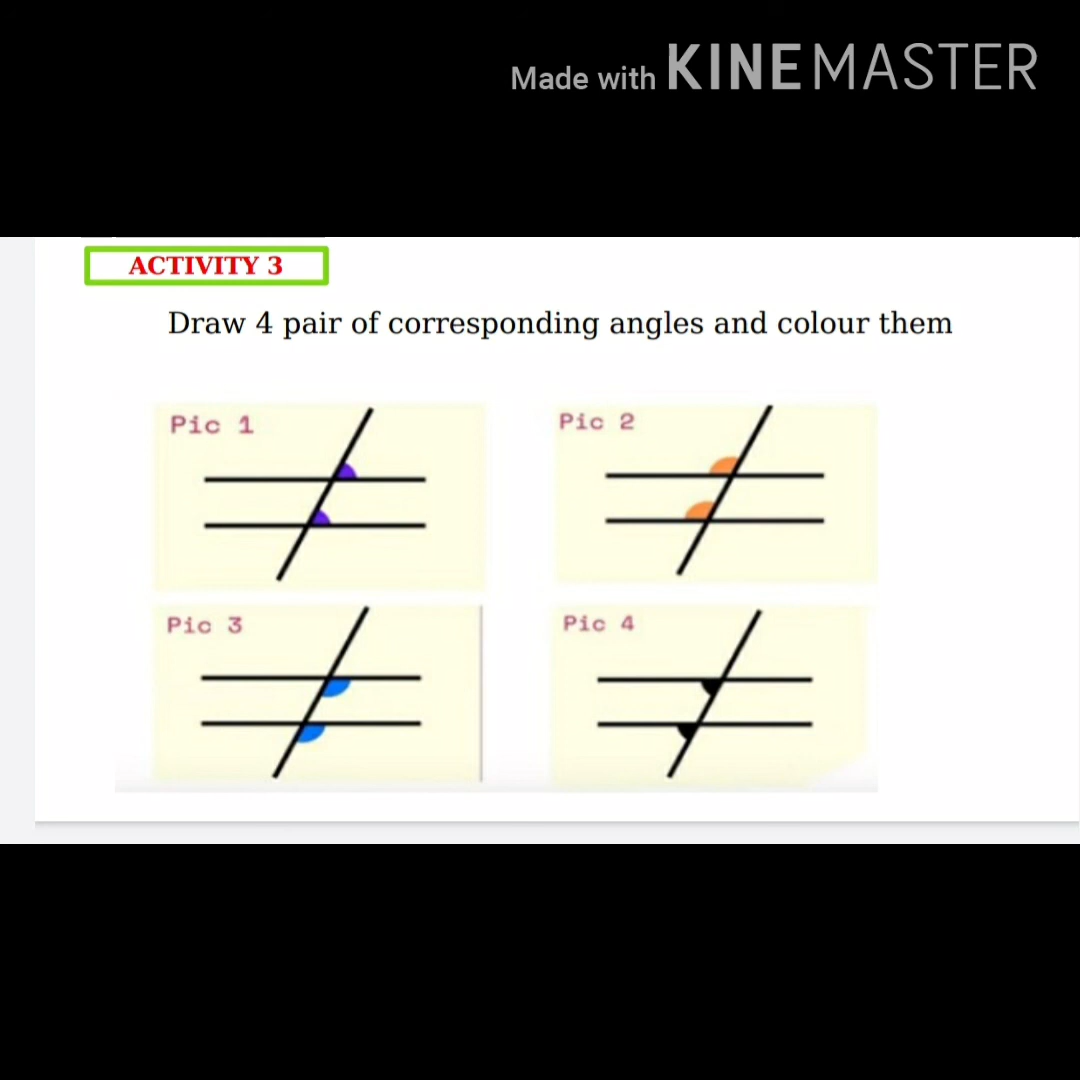 Made with KINEMASTER
ACTIVITY 3
Draw 4 pair of corresponding angles and colour them
Pic 1
Pic 2
Pic 3
Pic 4